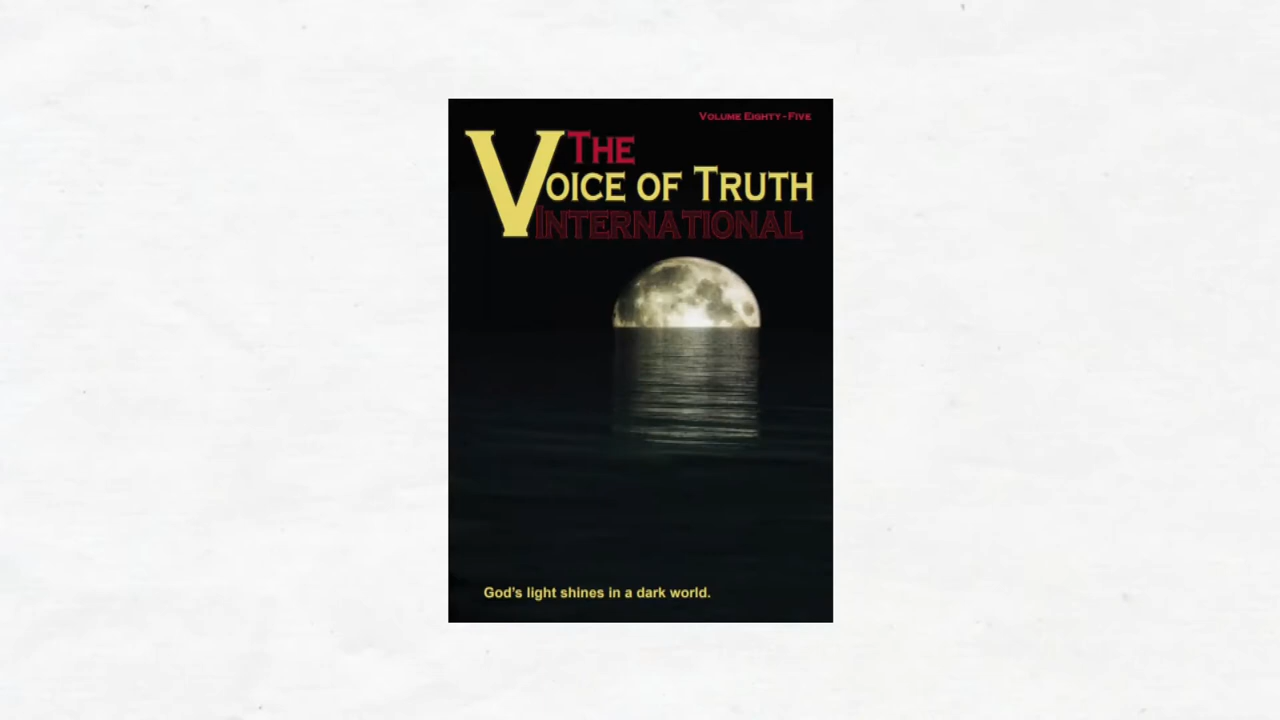 Volume Eighty-Five
The
Voice of Truth
International
God's light shines in a dark world.